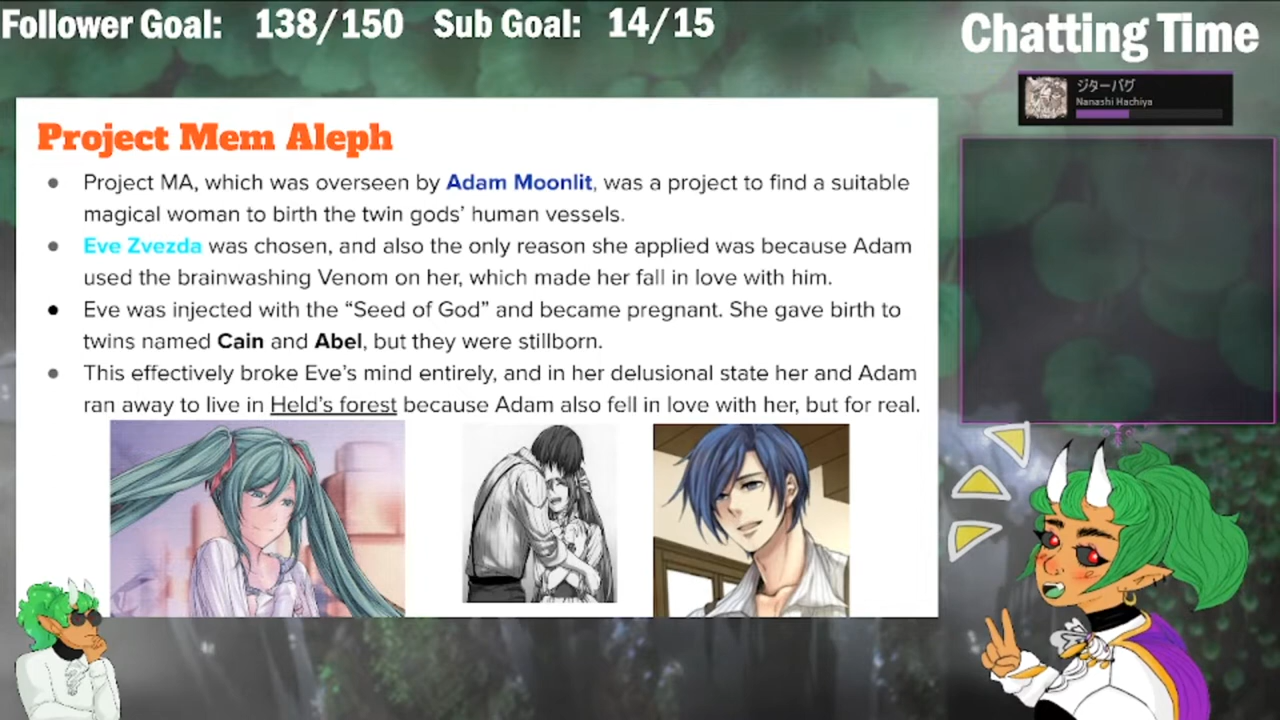 Follower Goal: 138/150 Sub Goal: 14/15
Chatting Time
ジターバグ
Nanashi Hachiya
Project Mem Aleph
Project MA, which was overseen by Adam Moonlit, was a project to find a suitable
magical woman to birth the twin gods’ human vessels.
Eve Zvezda was chosen, and also the only reason she applied was because Adam
used the brainwashing Venom on her, which made her fall in love with him.
Eve was injected with the “Seed of God” and became pregnant. She gave birth to
twins named Cain and Abel, but they were stillborn.
This effectively broke Eve’s mind entirely, and in her delusional state her and Adam
ran away to live in Held’s forest because Adam also fell in love with her, but for real.